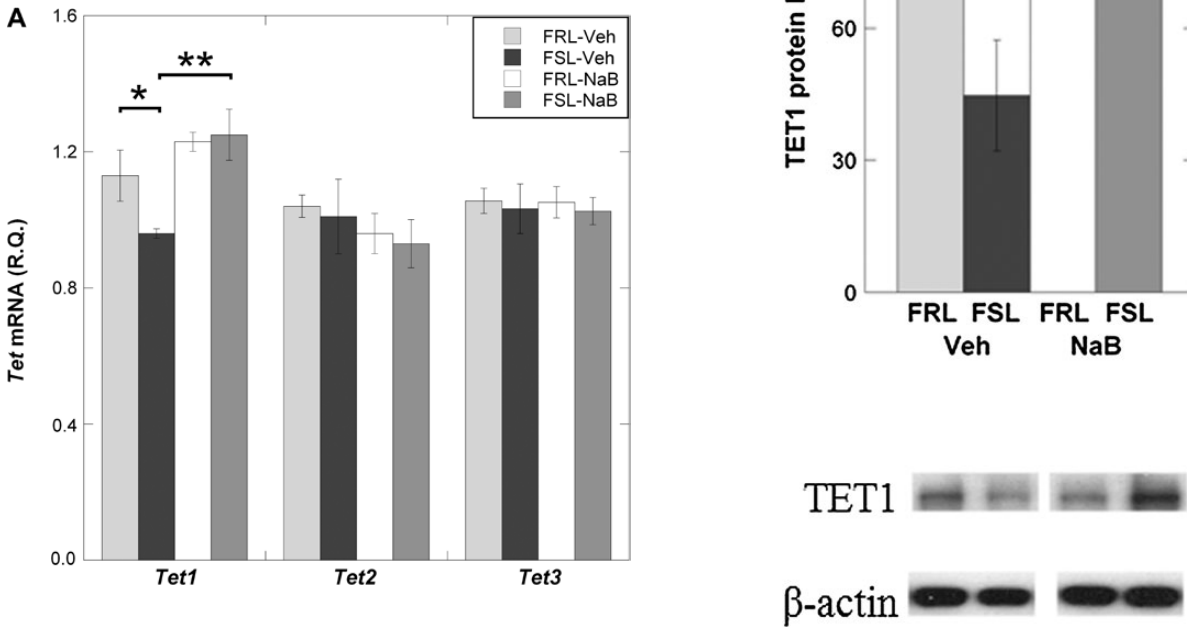 A
1.6
1.2
0.8
0.4
0.0
Tet mRNA (R.Q.)
*
**
FRL-Veh
FSL-Veh
FRL-NaB
FSL-NaB
Tet1 Tet2 Tet3
TET1 protein
60
30
0
FRL FSL FRL FSL
Veh NaB
TET1
β-actin